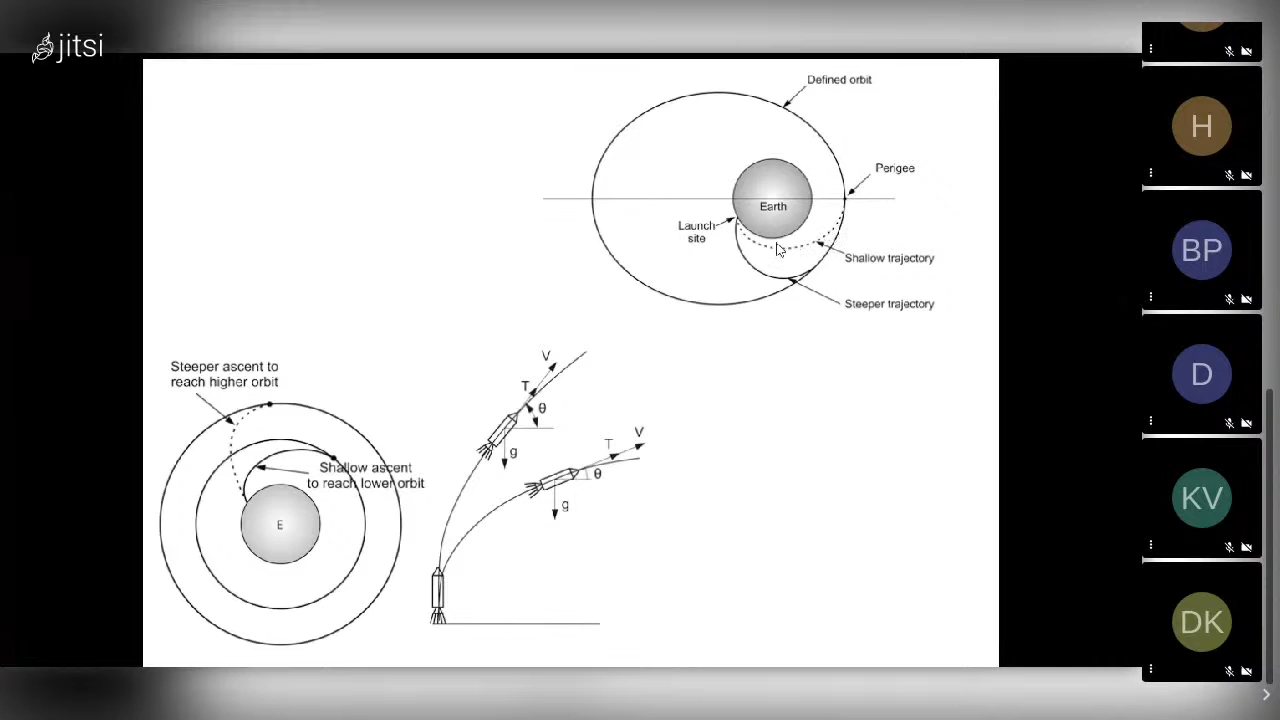 jitsi
Defined orbit
Perigee
Earth
Launch
site
Shallow trajectory
Steeper trajectory
Steeper ascent to
reach higher orbit
Shallow ascent
to reach lower orbit
E
V
T
θ
g
V
T
θ
g
H
BP
D
KV
DK